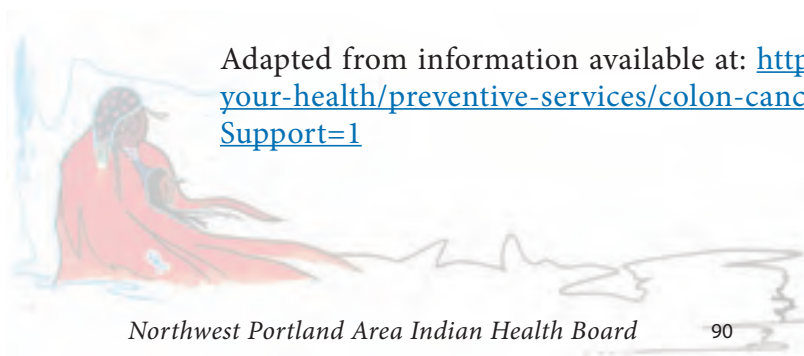 Adapted from information available at: http
your-health/preventive-services/colon-canc
Support=1
Northwest Portland Area Indian Health Board 90